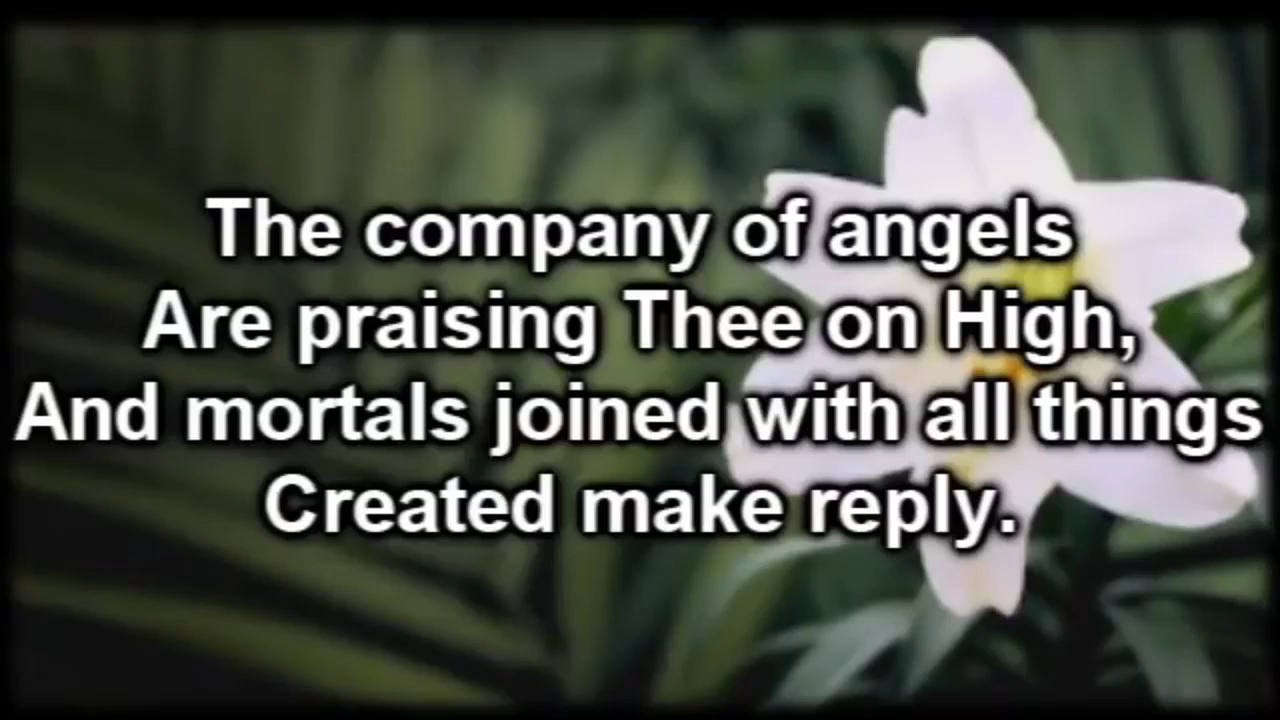 The company of angels
Are praising Thee on High,
And mortals joined with all things
Created make reply.